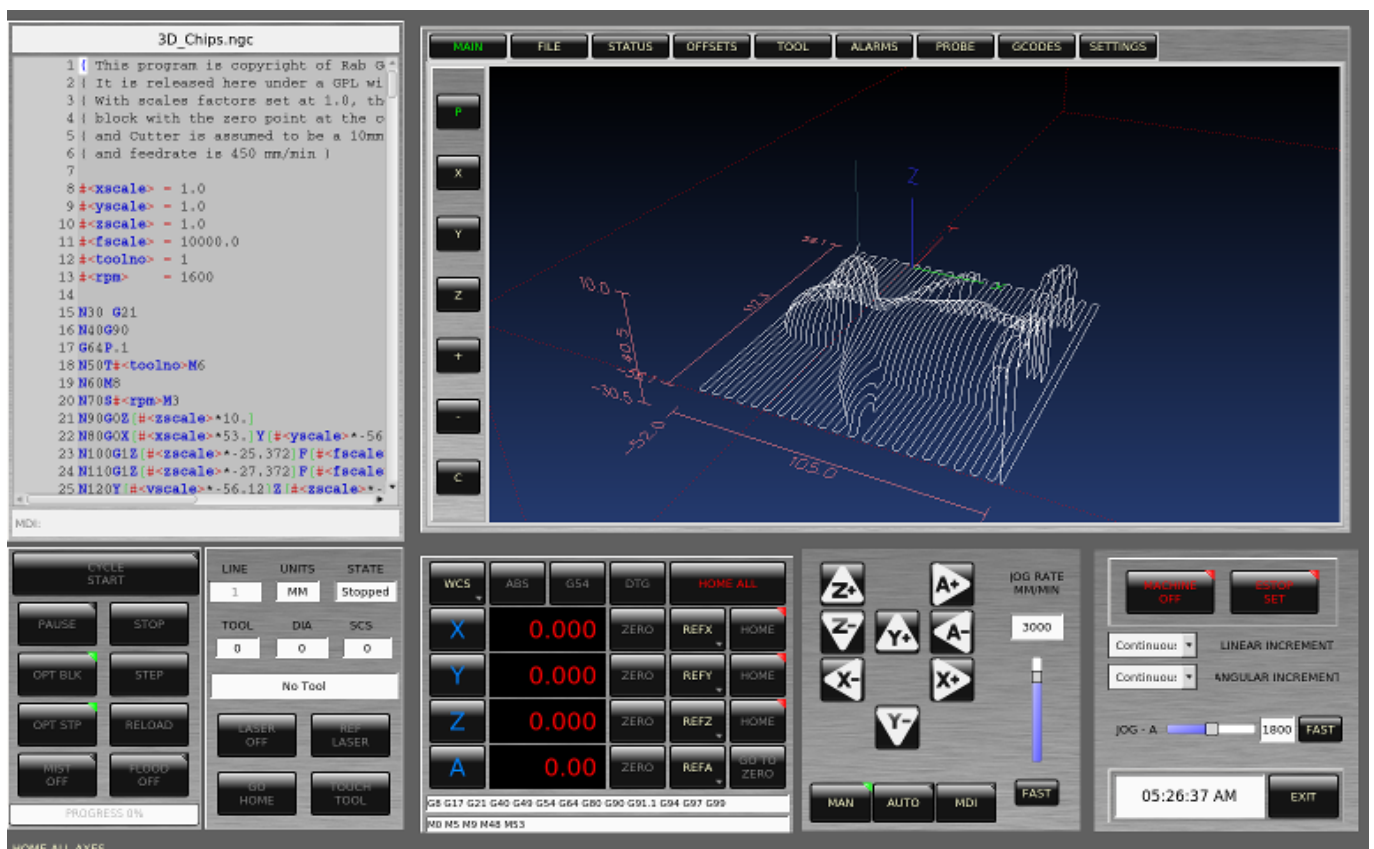 3D_Chips.ngc
1 ( This program is copyright of Rab G
2 ( It is released here under a GPL wi
3 ( With scales factors set at 1.0, th
4 ( block with the zero point at the c
5 ( and Cutter is assumed to be a 10mm
6 ( and feedrate is 450 mm/min )
7
8 #<xscale> = 1.0
9 #<yscale> = 1.0
10 #<zscale> = 1.0
11 #<fscale> = 10000.0
12 #<toolno> = 1
13 #<rpm> = 1600
14
15 N30 G21
16 N40G90
17 G64P.1
18 N50T#<toolno>M6
19 N60M8
20 N70S#<rpm>M3
21 N90G0Z[#<zscale>*10.]
22 N80G0X[#<xscale>*53.]Y[#<yscale>*-56
23 N100G1Z[#<zscale>*-25.372]F[#<fscale
24 N110G1Z[#<zscale>*-27.372]F[#<fscale
25 N120Y[#<yscale>*-56.12]Z[#<zscale>*-
MDI:
MAIN FILE STATUS OFFSETS TOOL ALARMS PROBE GCODES SETTINGS
P
X
Y
Z
+
-
C
Z
Y
10.0
40.5
-30.5
-52.0
105.0
CYCLE
START
PAUSE STOP
OPT BLK STEP
OPT STP RELOAD
MIST
OFF
FLOOD
OFF
PROGRESS 0%
LINE UNITS STATE
1 MM Stopped
TOOL DIA SCS
0 0 0
No Tool
LASER
OFF
REF
LASER
GO
HOME
TOUCH
TOOL
WCS ABS G54 DTG HOME ALL
X 0.000 ZERO REFX HOME
Y 0.000 ZERO REFY HOME
Z 0.000 ZERO REFZ HOME
A 0.00 ZERO REFA GO TO
ZERO
G8 G17 G21 G40 G49 G54 G64 G80 G90 G91.1 G94 G97 G99
M0 M5 M9 M48 M53
Z+ A+
Z- Y+ A-
X- X+
Y-
JOG RATE
MM/MIN
3000
FAST
MAN AUTO MDI
MACHINE
OFF
ESTOP
SET
Continuou: LINEAR INCREMENT
Continuou: ANGULAR INCREMENT
JOG - A 1800 FAST
05:26:37 AM EXIT
HOME ALL AXES